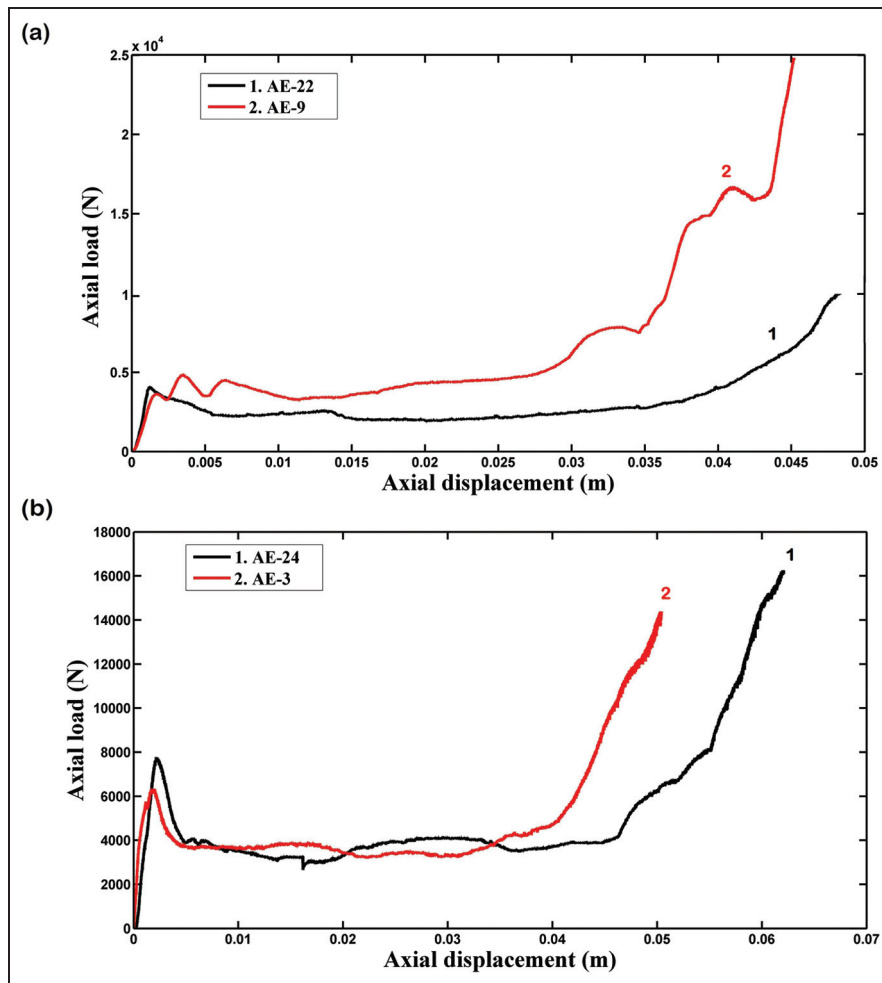 (a)
x 10⁴
2.5
2
1.5
1
0.5
0
Axial load (N)
1. AE-22
2. AE-9
2
1
0 0.005 0.01 0.015 0.02 0.025 0.03 0.035 0.04 0.045 0.05
Axial displacement (m)
(b)
18000
16000
14000
12000
10000
8000
6000
4000
2000
0
Axial load (N)
1. AE-24
2. AE-3
2
1
0 0.01 0.02 0.03 0.04 0.05 0.06 0.07
Axial displacement (m)